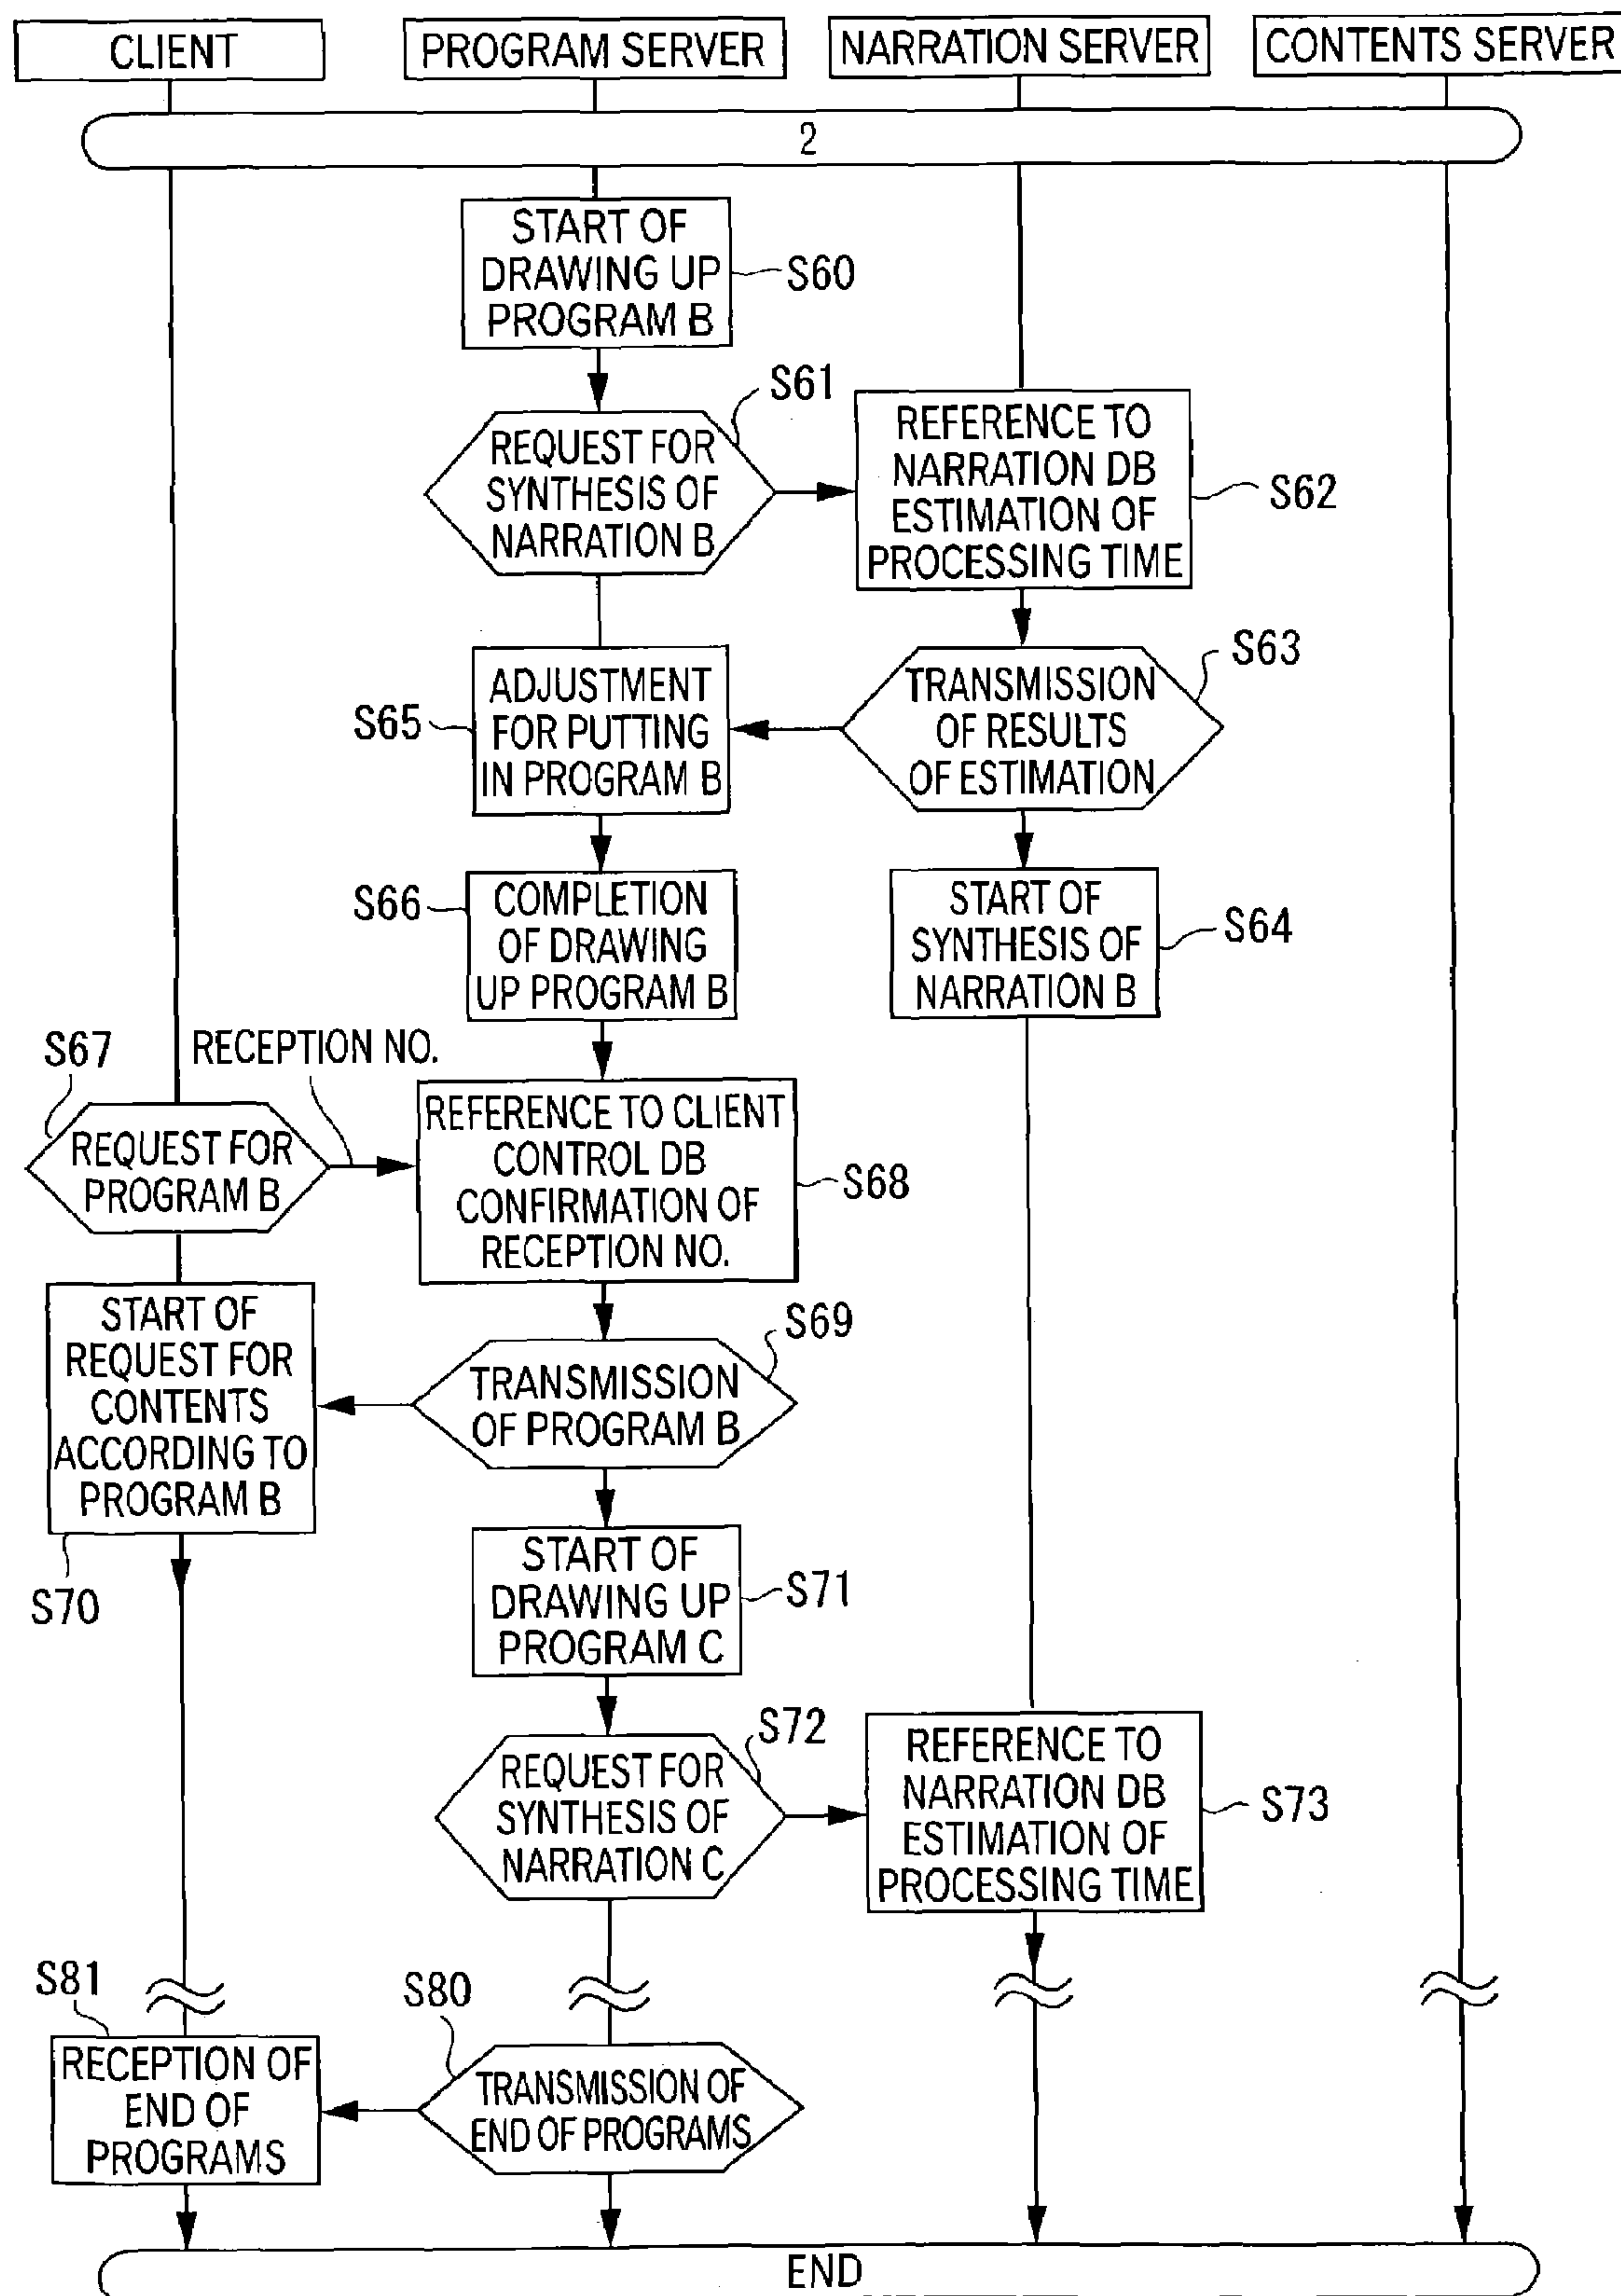 CLIENT
PROGRAM SERVER
NARRATION SERVER
CONTENTS SERVER
2
START OF
DRAWING UP
PROGRAM B
S60
S61
REQUEST FOR
SYNTHESIS OF
NARRATION B
REFERENCE TO
NARRATION DB
ESTIMATION OF
PROCESSING TIME
S62
S63
TRANSMISSION
OF RESULTS
OF ESTIMATION
S65
ADJUSTMENT
FOR PUTTING
IN PROGRAM B
S66
COMPLETION
OF DRAWING
UP PROGRAM B
START OF
SYNTHESIS OF
NARRATION B
S64
S67
RECEPTION NO.
REQUEST FOR
PROGRAM B
REFERENCE TO CLIENT
CONTROL DB
CONFIRMATION OF
RECEPTION NO.
S68
START OF
REQUEST FOR
CONTENTS
ACCORDING TO
PROGRAM B
S70
S69
TRANSMISSION
OF PROGRAM B
START OF
DRAWING UP
PROGRAM C
S71
S72
REQUEST FOR
SYNTHESIS OF
NARRATION C
REFERENCE TO
NARRATION DB
ESTIMATION OF
PROCESSING TIME
S73
S81
RECEPTION OF
END OF
PROGRAMS
S80
TRANSMISSION OF
END OF PROGRAMS
END